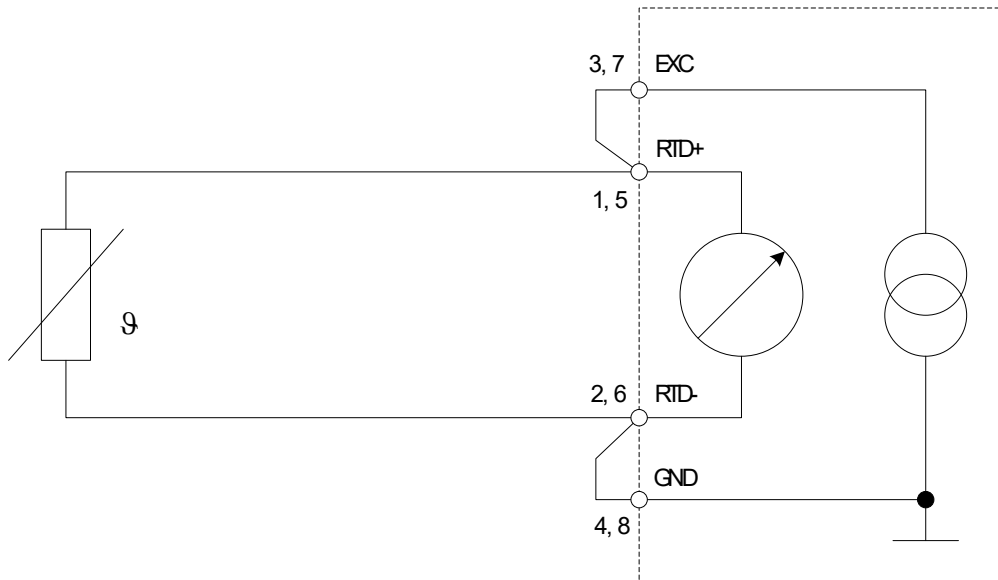 3, 7 EXC
RTD+
1, 5
ϑ
2, 6 RTD-
GND
4, 8